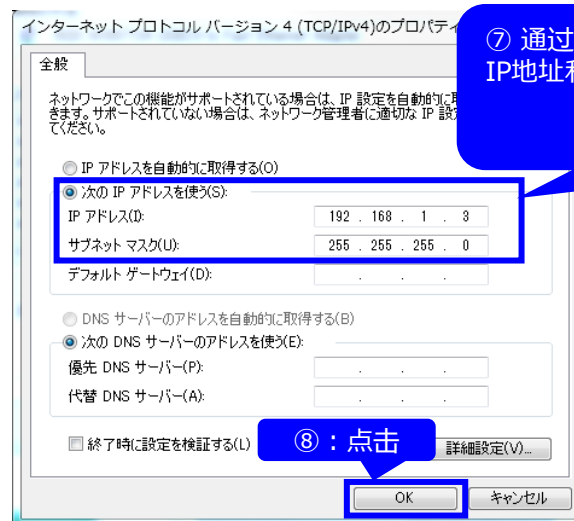 インターネット プロトコル バージョン 4 (TCP/IPv4)のプロパティ
⑦ 通过
IP地址和
全般
ネットワークでこの機能がサポートされている場合は、IP 設定を自動的に
きます。サポートされていない場合は、ネットワーク管理者に適切な IP 設
てください。
IP アドレスを自動的に取得する(O)
次の IP アドレスを使う(S):
IP アドレス(I): 192 . 168 . 1 . 3
サブネット マスク(U): 255 . 255 . 255 . 0
デフォルト ゲートウェイ(D): . . .
DNS サーバーのアドレスを自動的に取得する(B)
次の DNS サーバーのアドレスを使う(E):
優先 DNS サーバー(P): . . .
代替 DNS サーバー(A): . . .
終了時に設定を検証する(L)
⑧：点击
詳細設定(V)...
OK
キャンセル